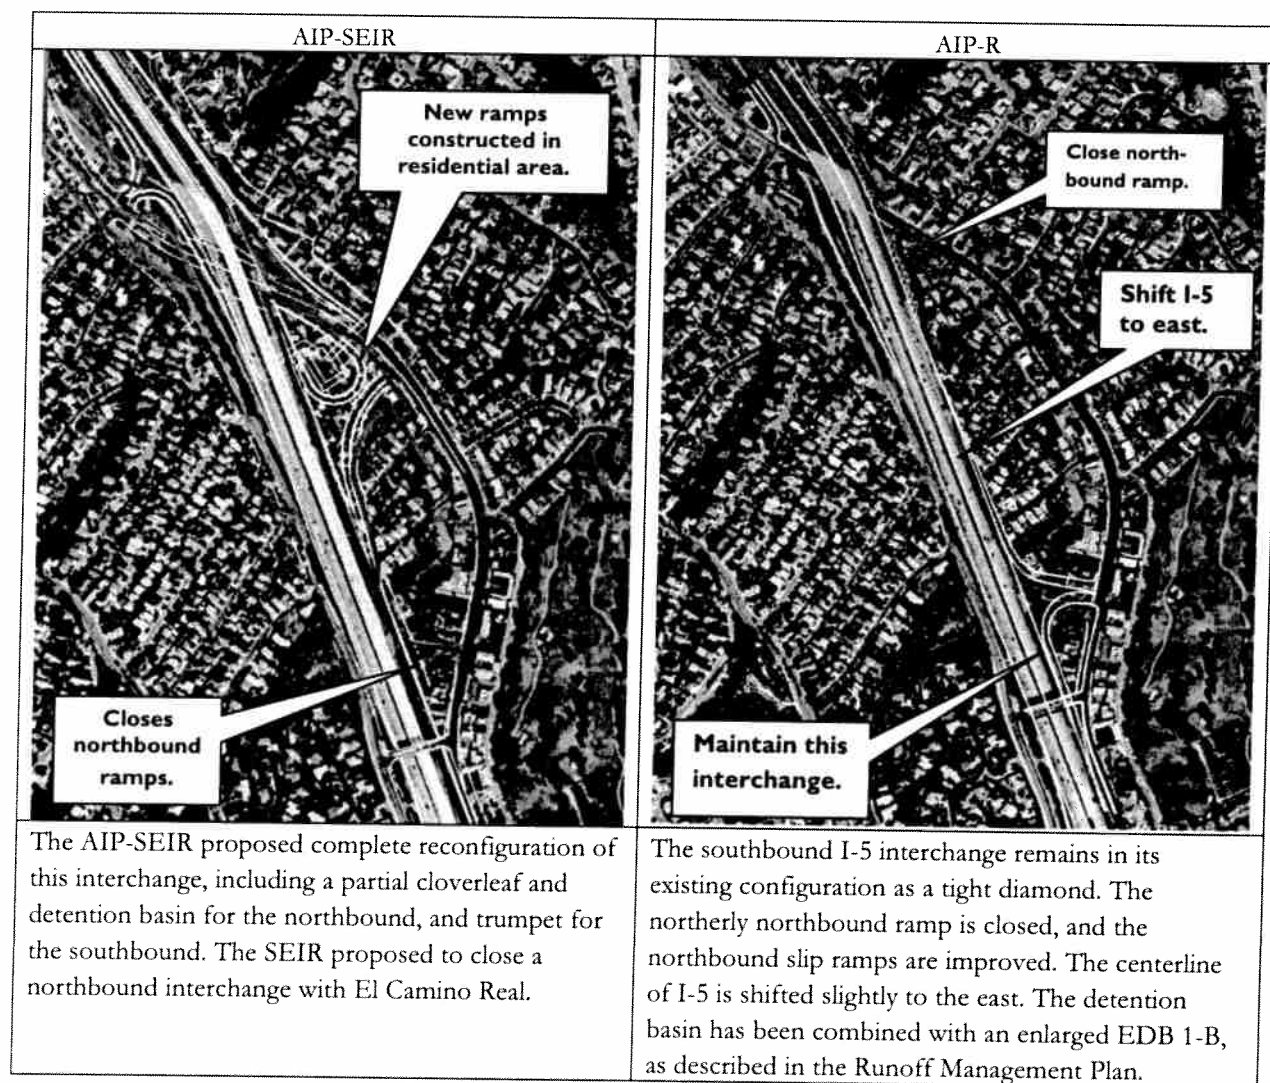 AIP-SEIR
New ramps
constructed in
residential area.
Closes
northbound
ramps.
The AIP-SEIR proposed complete reconfiguration of
this interchange, including a partial cloverleaf and
detention basin for the northbound, and trumpet for
the southbound. The SEIR proposed to close a
northbound interchange with El Camino Real.
AIP-R
Close north-
bound ramp.
Shift I-5
to east.
Maintain this
interchange.
The southbound I-5 interchange remains in its
existing configuration as a tight diamond. The
northerly northbound ramp is closed, and the
northbound slip ramps are improved. The centerline
of I-5 is shifted slightly to the east. The detention
basin has been combined with an enlarged EDB 1-B,
as described in the Runoff Management Plan.